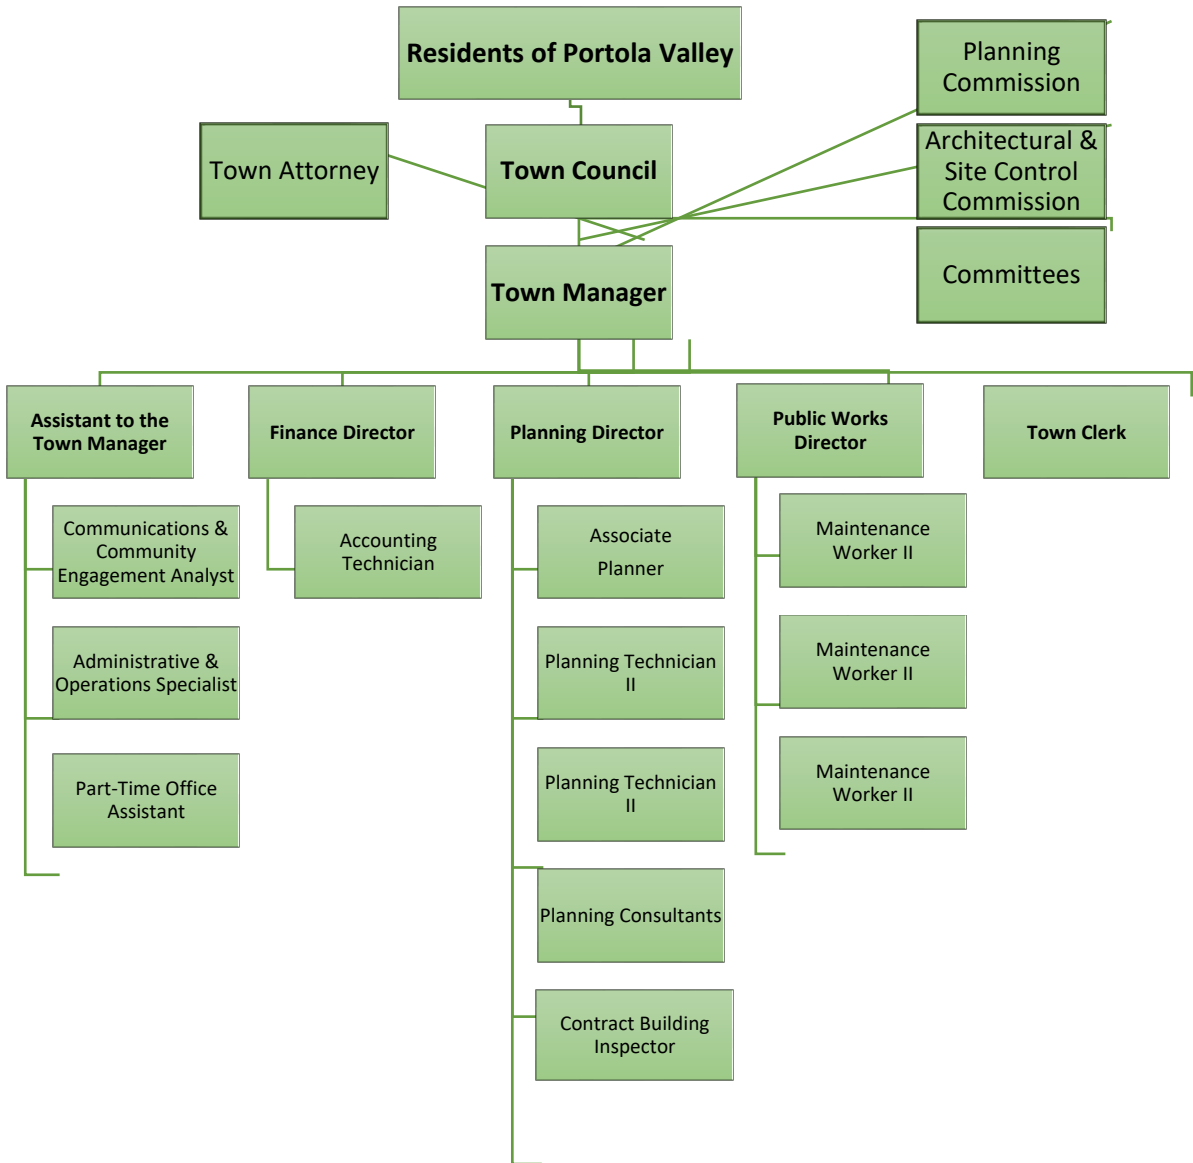 Residents of Portola Valley
Planning
Commission
Town Attorney
Town Council
Architectural &
Site Control
Commission
Town Manager
Committees
Assistant to the
Town Manager
Finance Director
Planning Director
Public Works
Director
Town Clerk
Communications &
Community
Engagement Analyst
Administrative &
Operations Specialist
Part-Time Office
Assistant
Accounting
Technician
Associate
Planner
Planning Technician
II
Planning Technician
II
Planning Consultants
Contract Building
Inspector
Maintenance
Worker II
Maintenance
Worker II
Maintenance
Worker II